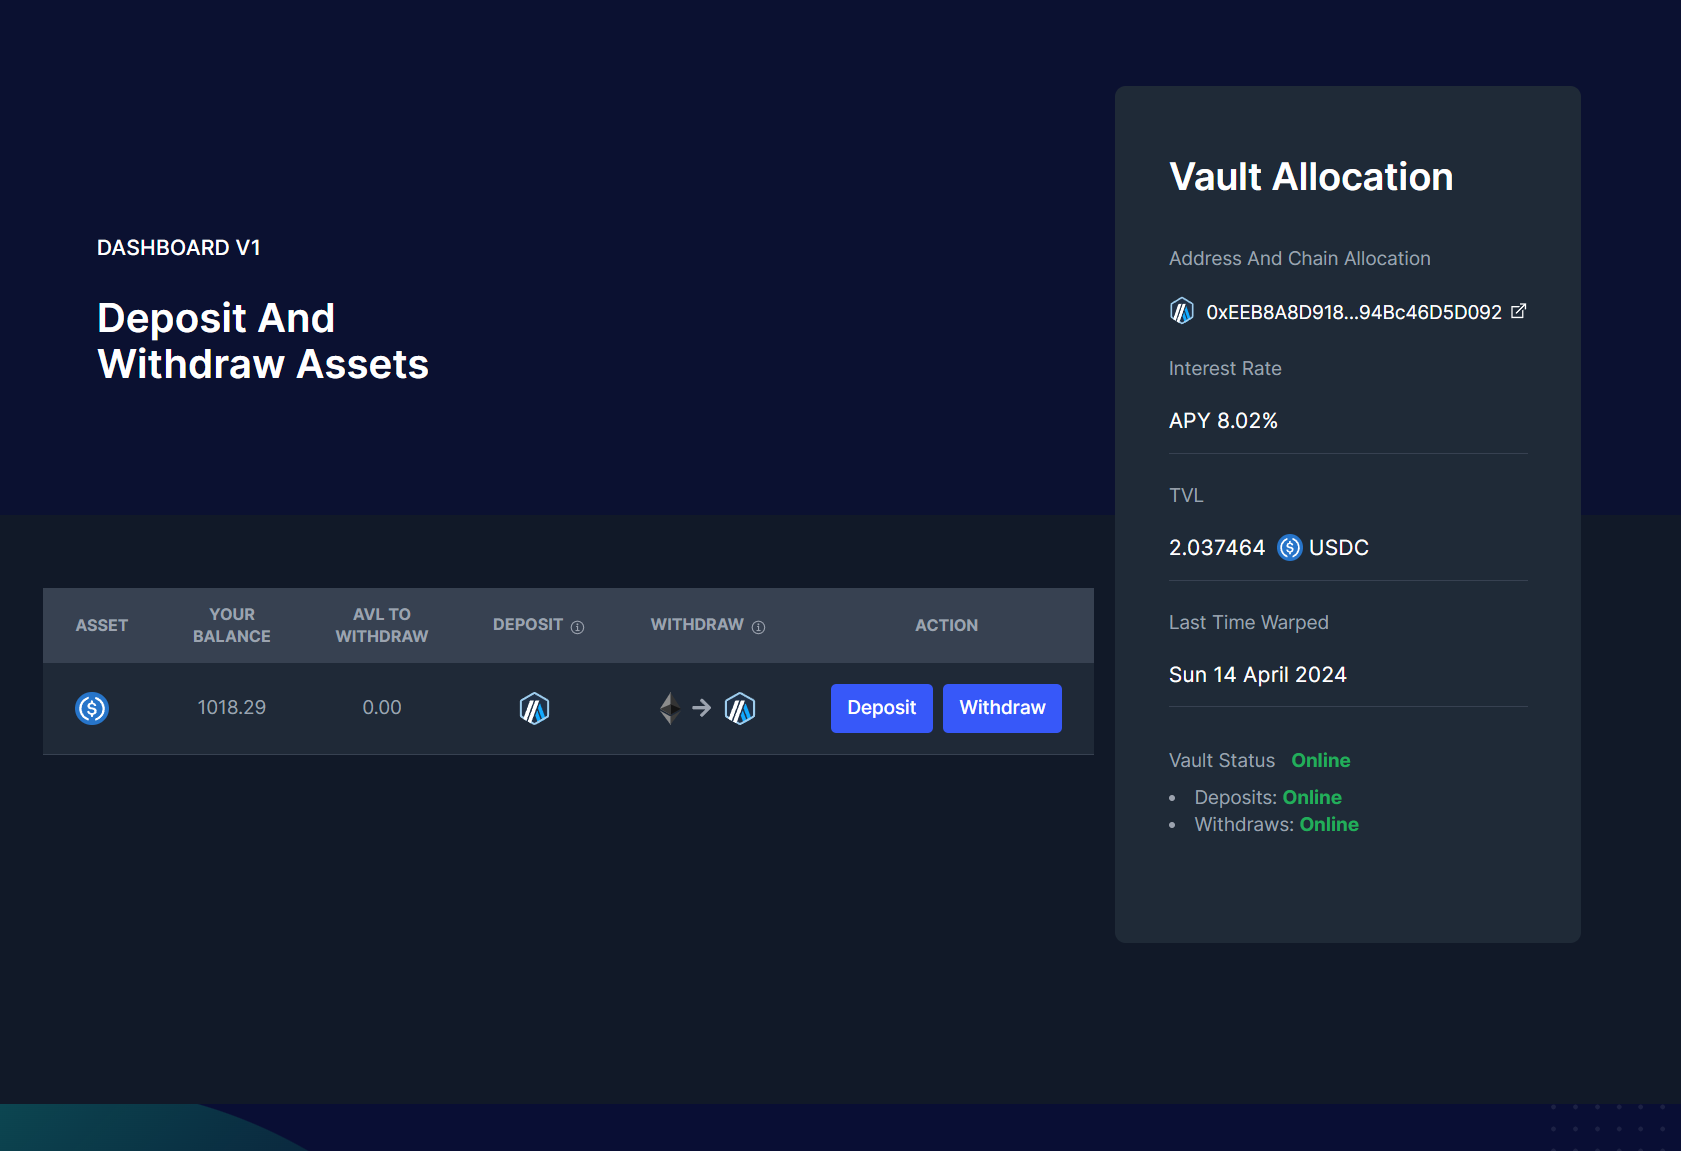 DASHBOARD V1
Deposit And
Withdraw Assets
ASSET
YOUR
BALANCE
AVL TO
WITHDRAW
DEPOSIT
WITHDRAW
ACTION
1018.29
0.00
Deposit
Withdraw
Vault Allocation
Address And Chain Allocation
0xEEB8A8D918...94Bc46D5D092
Interest Rate
APY 8.02%
TVL
2.037464 USDC
Last Time Warped
Sun 14 April 2024
Vault Status Online
• Deposits: Online
• Withdraws: Online